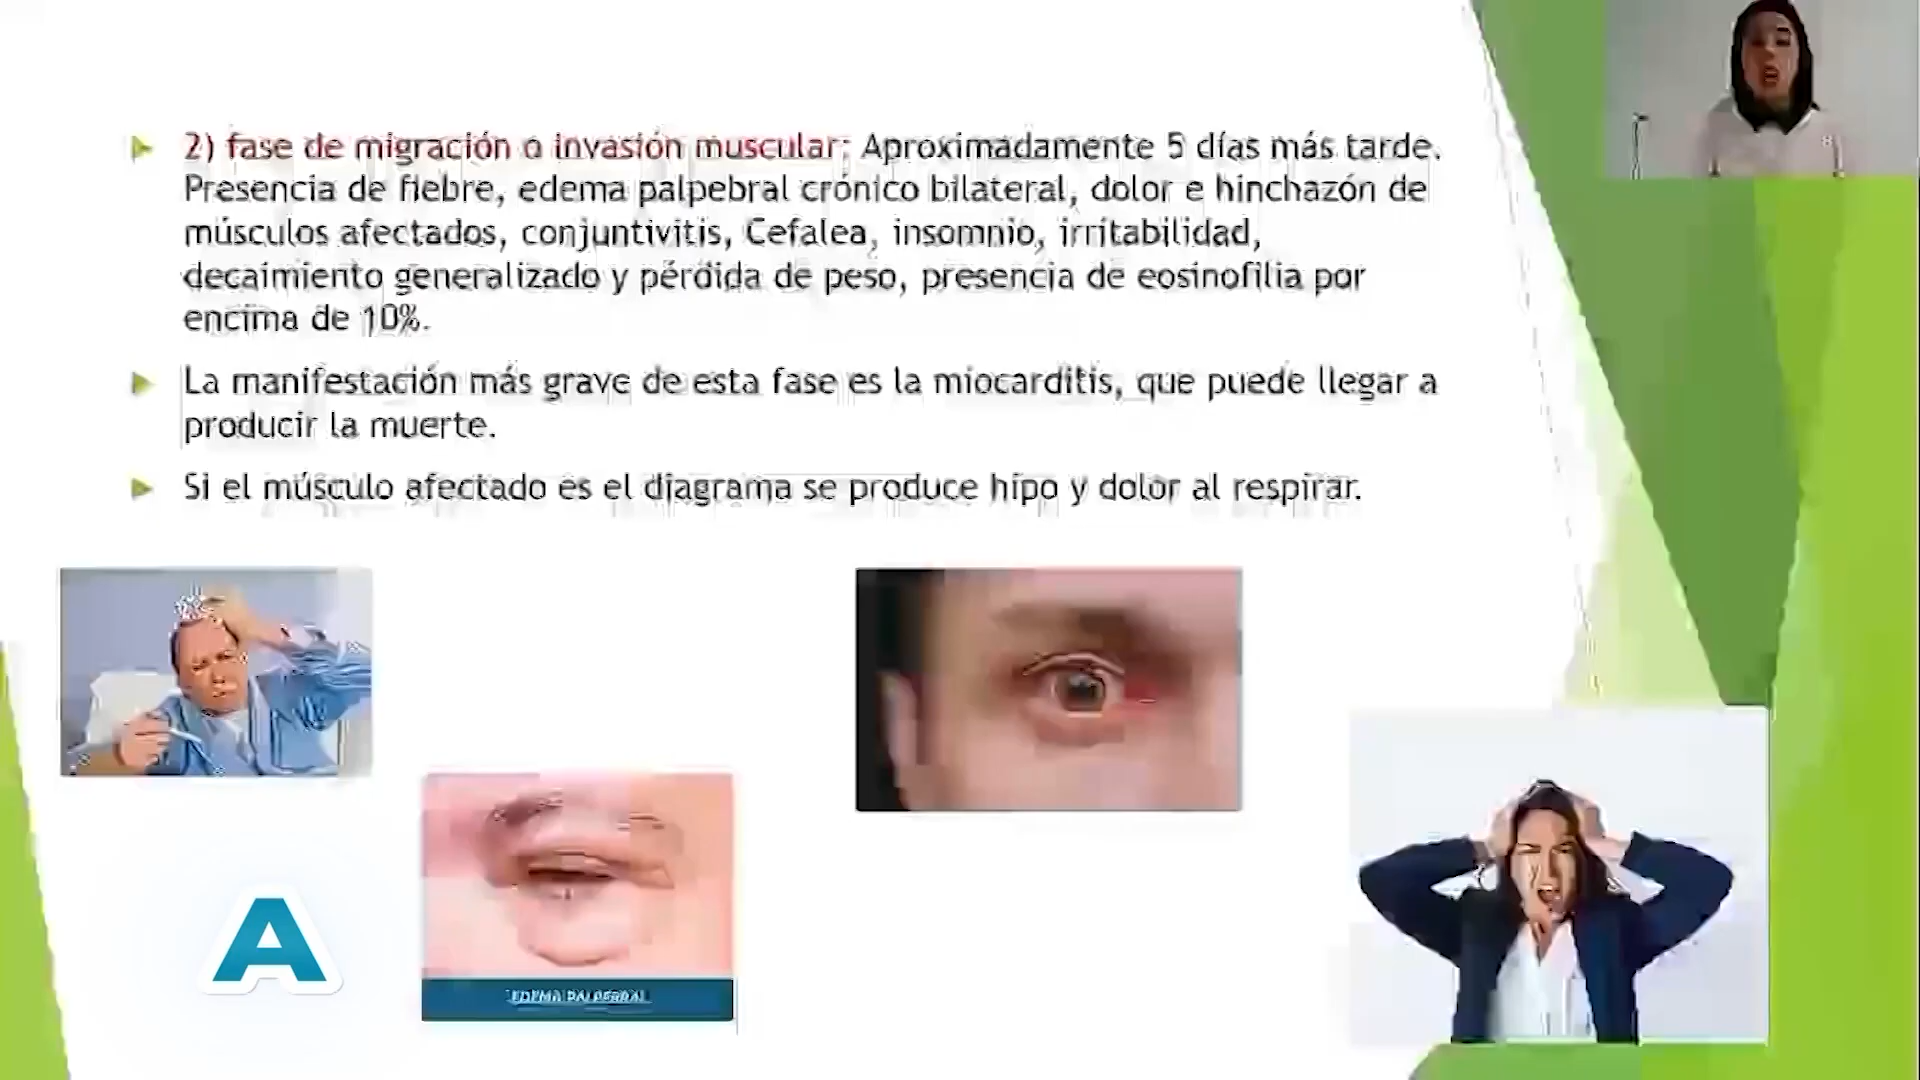 2) fase de migración o invasión muscular: Aproximadamente 5 días más tarde.
Presencia de fiebre, edema palpebral crónico bilateral, dolor e hinchazón de
músculos afectados, conjuntivitis, Cefalea, insomnio, irritabilidad,
decaimiento generalizado y pérdida de peso, presencia de eosinofilia por
encima de 10%.
La manifestación más grave de esta fase es la miocarditis, que puede llegar a
producir la muerte.
Si el músculo afectado es el diagrama se produce hipo y dolor al respirar.
EDEMA PALPEBRAL
A